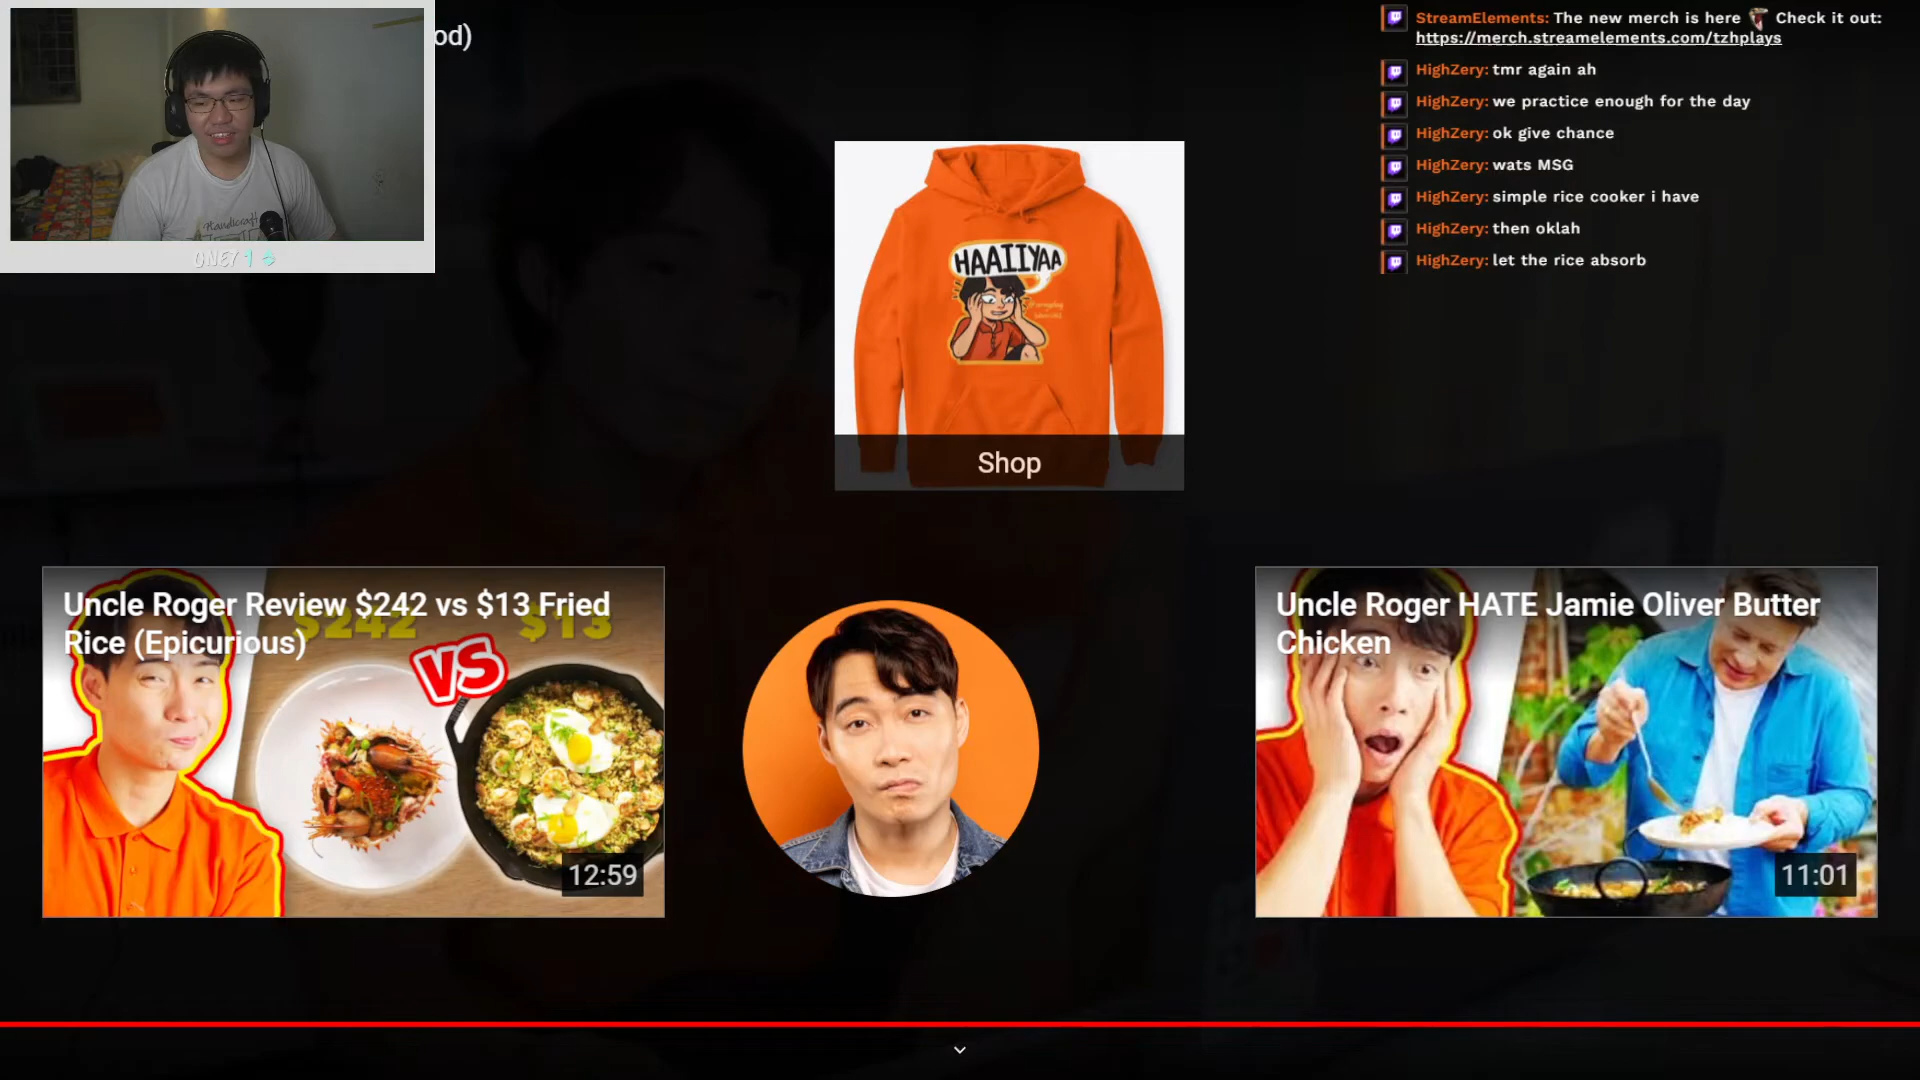 od)
StreamElements: The new merch is here Check it out:
https://merch.streamelements.com/tzhplays
HighZery: tmr again ah
HighZery: we practice enough for the day
HighZery: ok give chance
HighZery: wats MSG
HighZery: simple rice cooker i have
HighZery: then oklah
HighZery: let the rice absorb
Handicraft
HAAIIYAA
Shop
Uncle Roger Review $242 vs $13 Fried
Rice (Epicurious)
$242
$13
VS
12:59
Uncle Roger HATE Jamie Oliver Butter
Chicken
11:01